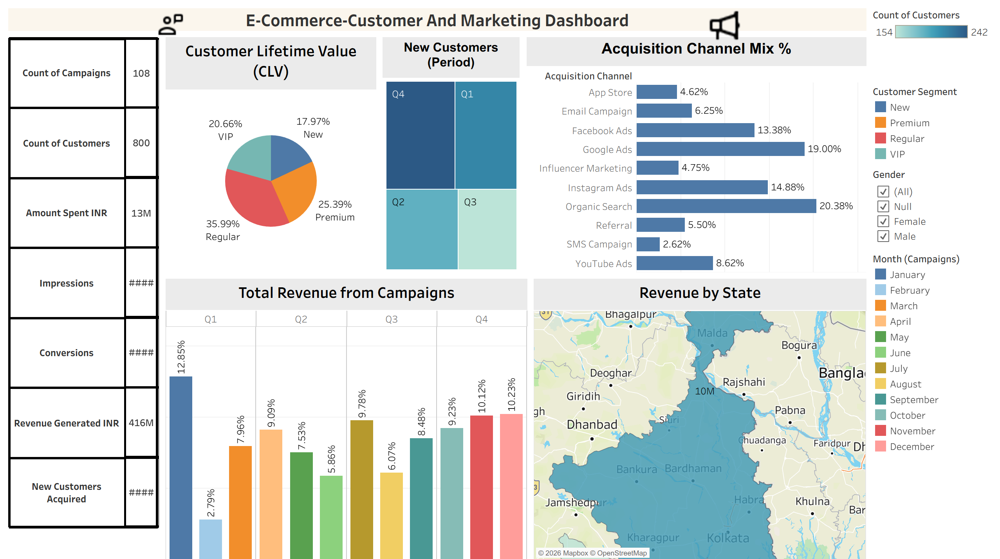 E-Commerce-Customer And Marketing Dashboard
Count of Campaigns 108
Count of Customers 800
Amount Spent INR 13M
Impressions ####
Conversions ####
Revenue Generated INR 416M
New Customers
Acquired ####
Customer Lifetime Value
(CLV)
20.66%
VIP
17.97%
New
25.39%
Premium
35.99%
Regular
New Customers
(Period)
Q4
Q1
Q2
Q3
Acquisition Channel Mix %
Acquisition Channel
App Store 4.62%
Email Campaign 6.25%
Facebook Ads 13.38%
Google Ads 19.00%
Influencer Marketing 4.75%
Instagram Ads 14.88%
Organic Search 20.38%
Referral 5.50%
SMS Campaign 2.62%
YouTube Ads 8.62%
Total Revenue from Campaigns
Q1 Q2 Q3 Q4
12.85%
2.79%
7.96%
9.09%
7.53%
5.86%
9.78%
6.07%
8.48%
9.23%
10.12%
10.23%
Revenue by State
31
Bhagalpur
Malda
Bogura
Deoghar
Rajshahi
Bangla
10M
Giridih
gh
Pabna
Siuri
Dhanbad
Chuadanga
Faridpur
Dh
Bankura
Bardhaman
3
Habra
Jamshedpur
Khulna
Bar
Kharagpur
Kolkata
© 2026 Mapbox © OpenStreetMap
Count of Customers
154 242
Customer Segment
New
Premium
Regular
VIP
Gender
(All)
Null
Female
Male
Month (Campaigns)
January
February
March
April
May
June
July
August
September
October
November
December